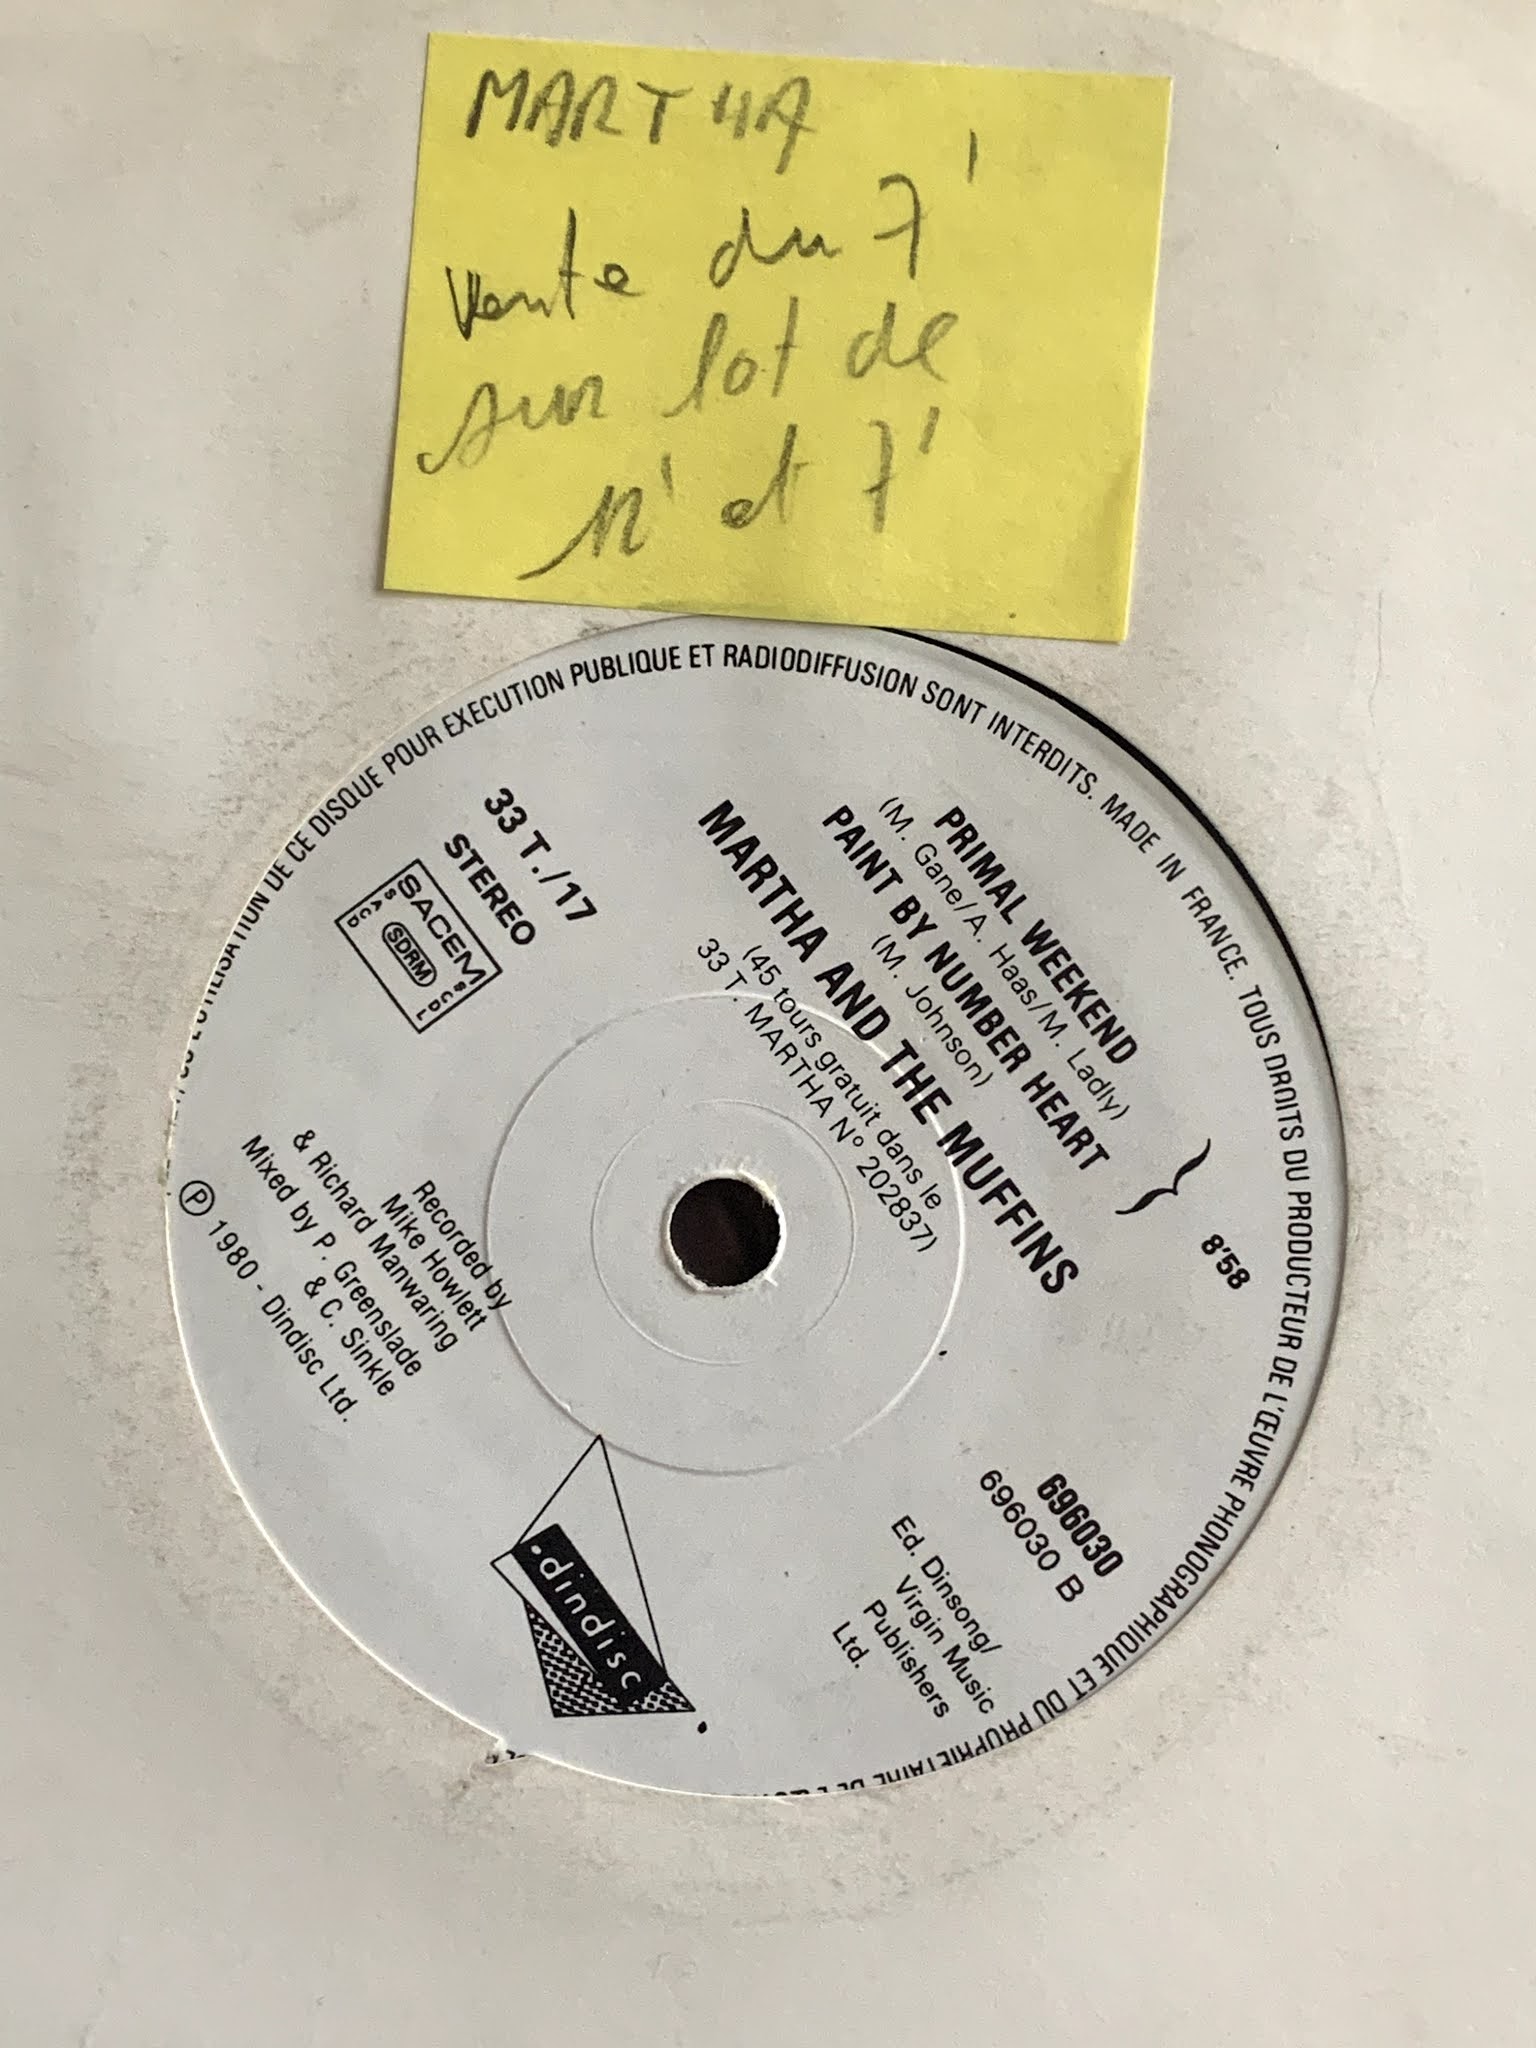 MARTHA
vente du 7'
sur lot de
12' et 7'
UTILISATION DE CE DISQUE POUR EXECUTION PUBLIQUE ET RADIODIFFUSION SONT INTERDITS. MADE IN FRANCE. TOUS DROITS DU PRODUCTEUR DE L'ŒUVRE PHONOGRAPHIQUE ET DU PROPRIETAIRE DE L'
33 T./17
STEREO
SACEM
SACD
SDRM
SCDL
PRIMAL WEEKEND
(M. Gane/A. Haas/M. Ladly)
PAINT BY NUMBER HEART
(M. Johnson)
8'58
MARTHA AND THE MUFFINS
(45 tours gratuit dans le
33 T. MARTHA N° 202837)
Recorded by
Mike Howlett
& Richard Manwaring
Mixed by P. Greenslade
& C. Sinkle
℗ 1980 - Dindisc Ltd.
696030
696030 B
Ed. Dinsong/
Virgin Music
Publishers
Ltd.
.dindisc